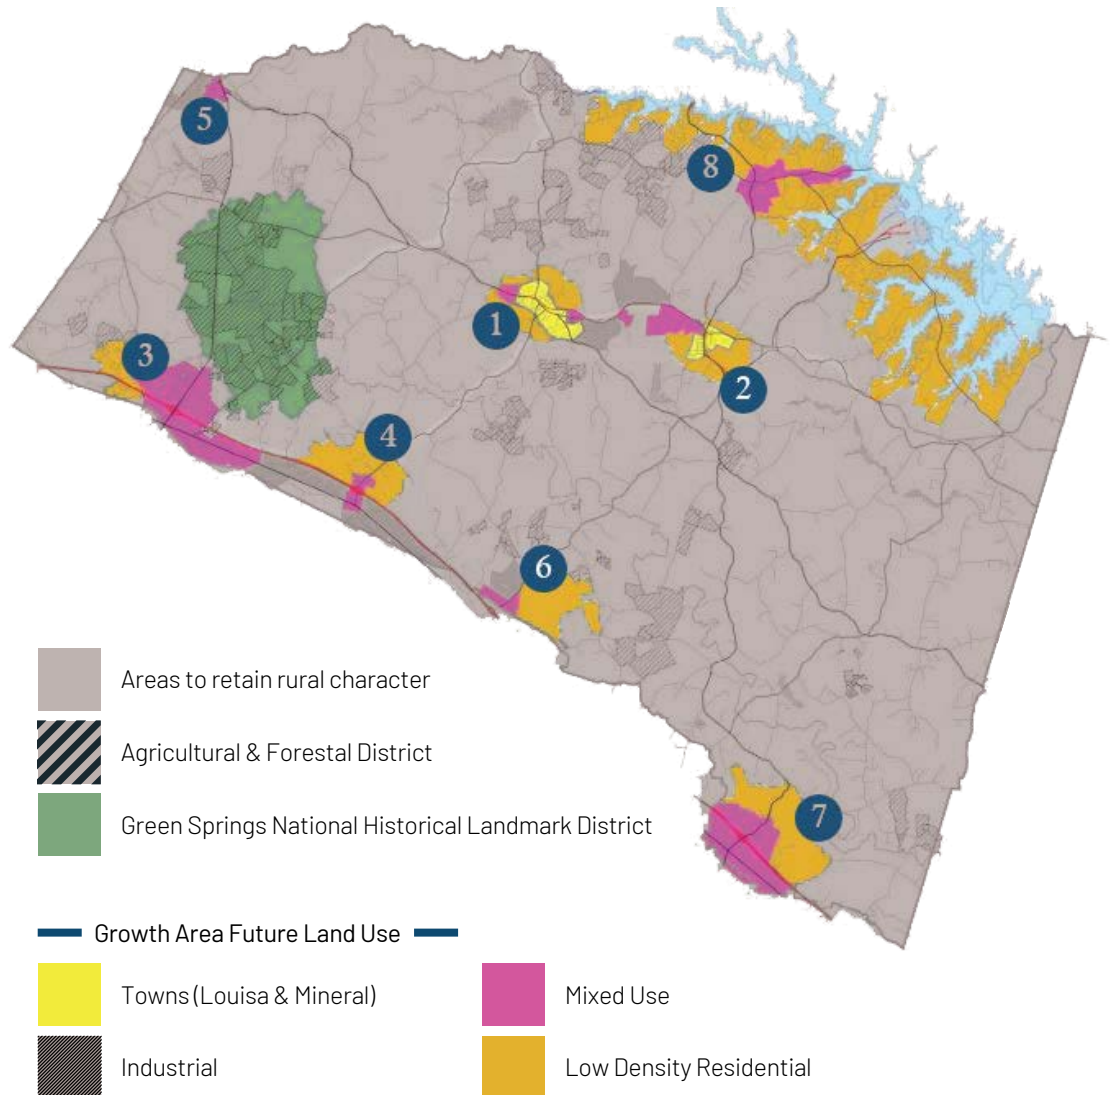 5
8
1
3
2
4
6
7
Areas to retain rural character
Agricultural & Forestal District
Green Springs National Historical Landmark District
Growth Area Future Land Use
Towns (Louisa & Mineral)
Mixed Use
Industrial
Low Density Residential